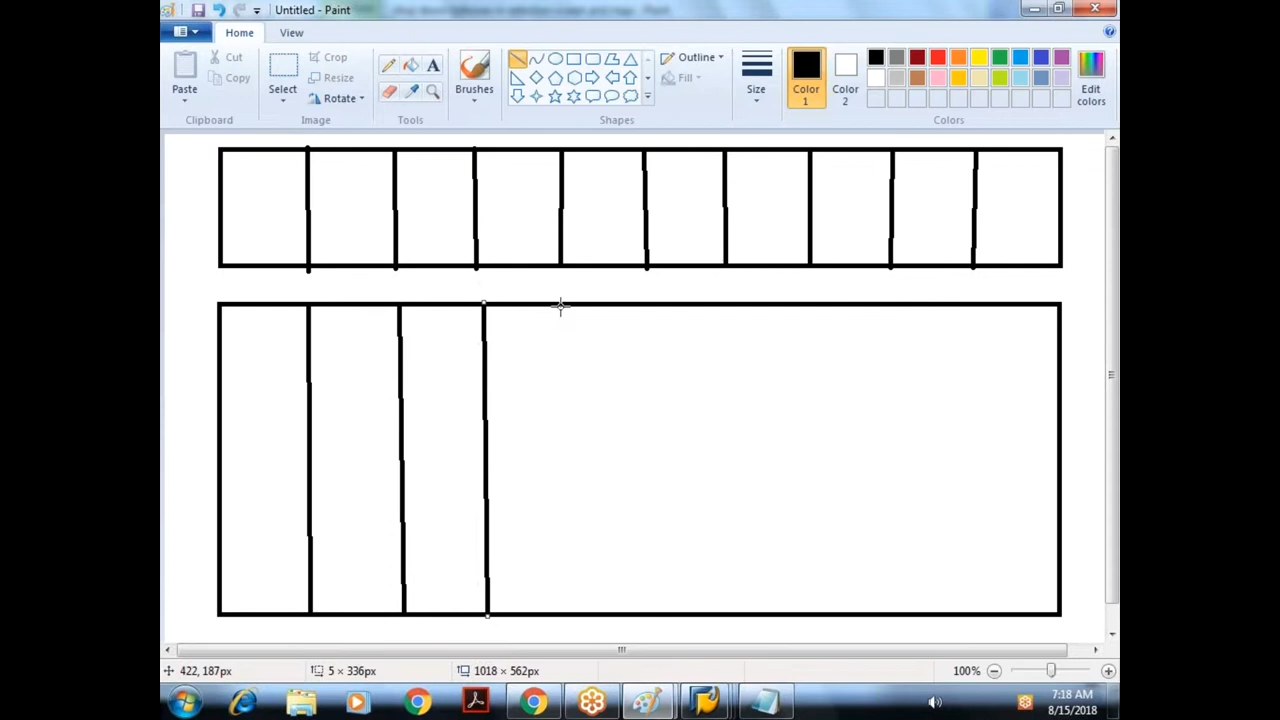 Untitled - Paint
Home View
Cut
Copy
Paste
Clipboard
Crop
Resize
Rotate
Select
Image
A
Tools
Brushes
Outline
Fill
Shapes
Size
Color 1
Color 2
Edit colors
Colors
422, 187px 5 × 336px 1018 × 562px 100%
7:18 AM
8/15/2018